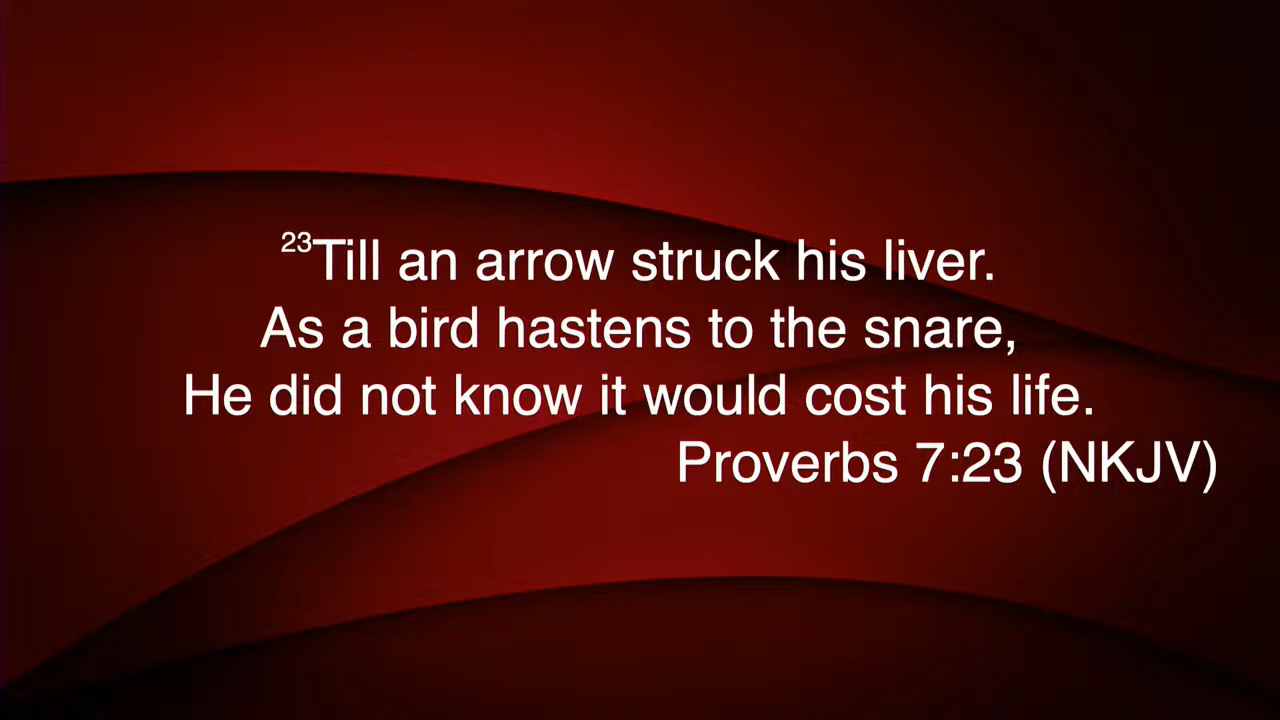 23Till an arrow struck his liver.
As a bird hastens to the snare,
He did not know it would cost his life.
Proverbs 7:23 (NKJV)